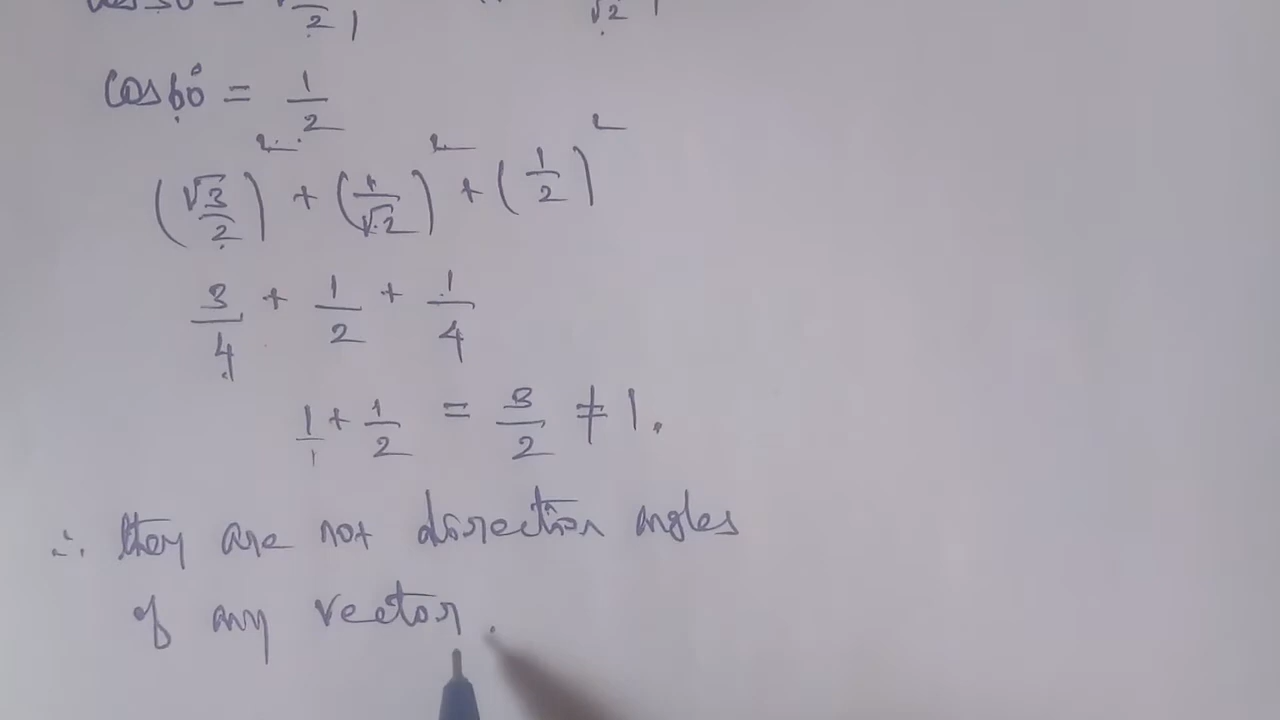 cos 60° = 1/2
(√3/2)² + (1/√2)² + (1/2)²
3/4 + 1/2 + 1/4
1/1 + 1/2 = 3/2 ≠ 1.
∴ they are not direction angles
of any vector.